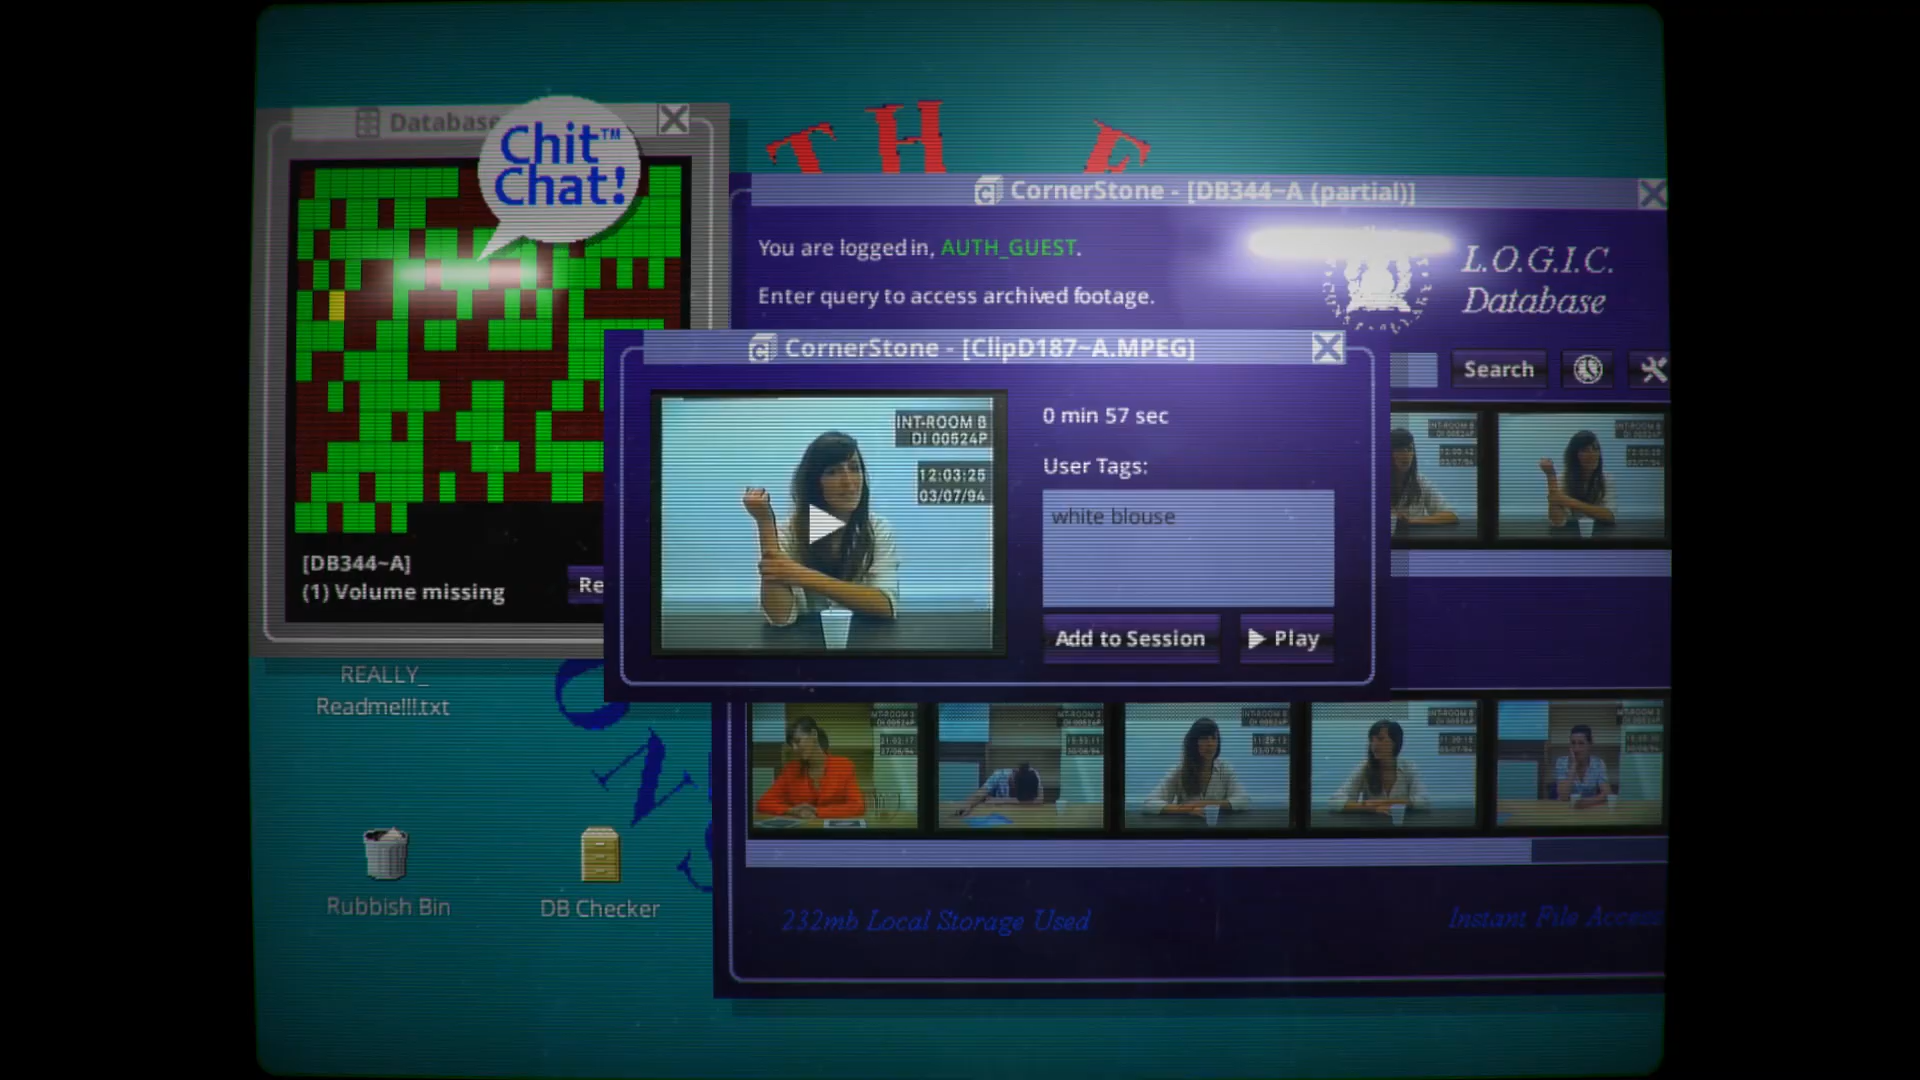 Database
Chit™
Chat!
[DB344~A]
(1) Volume missing
Re
T H E
CornerStone - [DB344~A (partial)]
You are logged in, AUTH_GUEST.
Enter query to access archived footage.
L.O.G.I.C.
Database
Search
CornerStone - [ClipD187~A.MPEG]
INT-ROOM B
DI 00524P
12:03:25
03/07/94
0 min 57 sec
User Tags:
white blouse
Add to Session
Play
REALLY_
Readme!!!.txt
Rubbish Bin
DB Checker
232mb Local Storage Used
Instant File Access